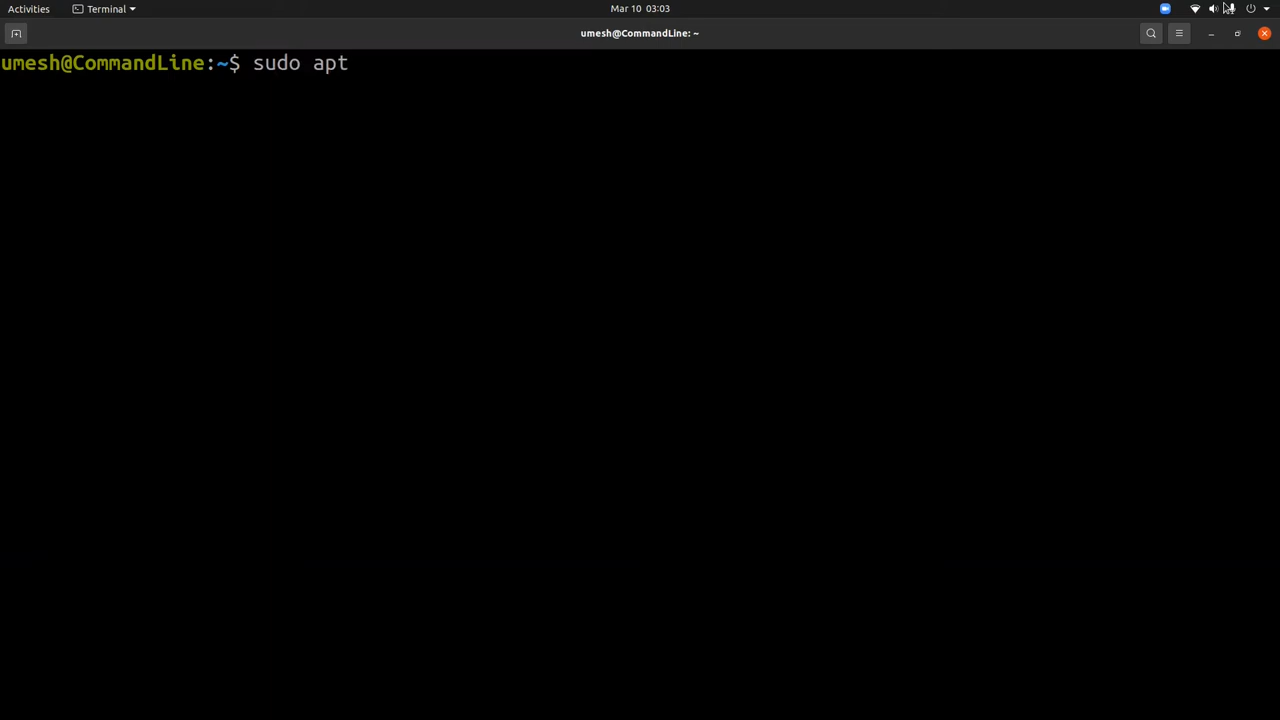 Activities Terminal Mar 10 03:03
umesh@CommandLine: ~
umesh@CommandLine:~$ sudo apt